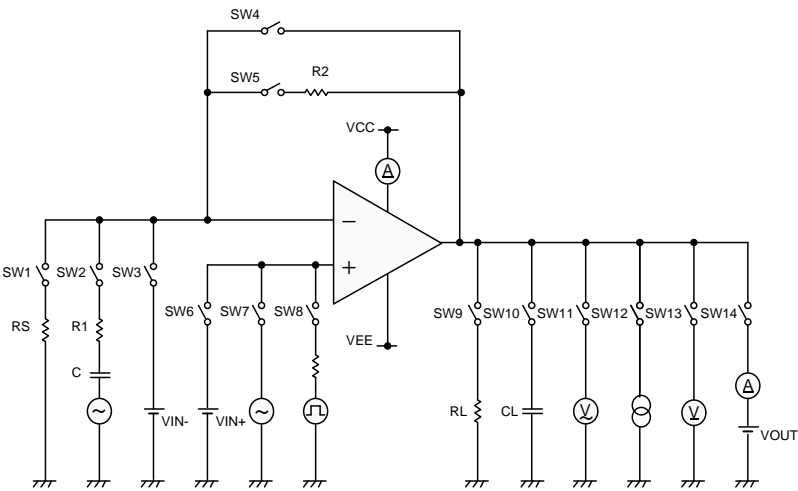 SW4
SW5
R2
VCC
A
−
+
SW1
SW2
SW3
SW6
SW7
SW8
SW9
SW10
SW11
SW12
SW13
SW14
RS
R1
VEE
C
A
~
VIN-
VIN+
~
RL
CL
V
V
VOUT